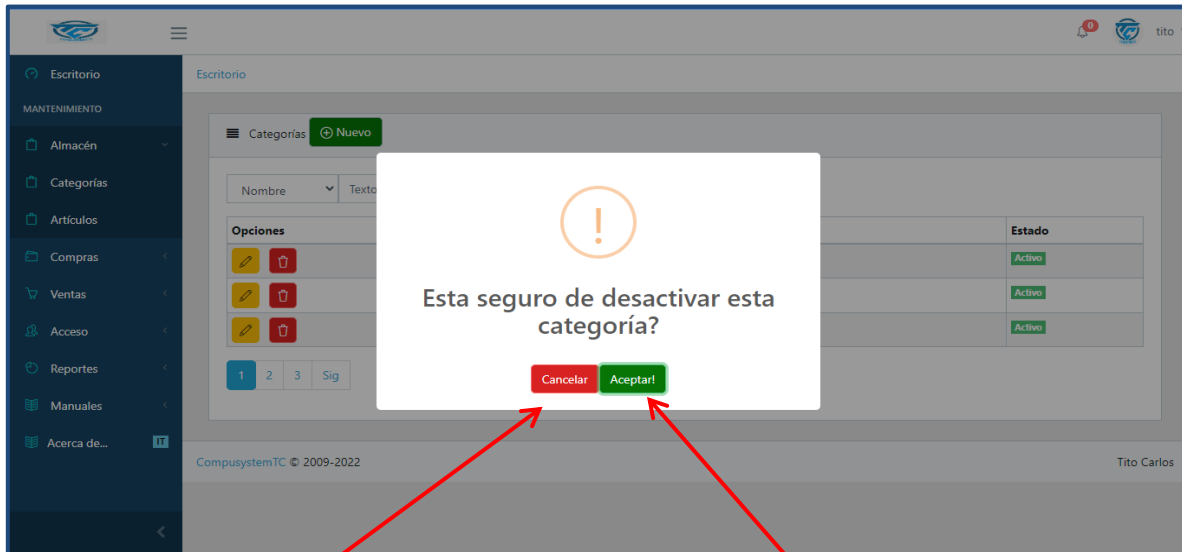 0
tito
Escritorio
Escritorio
MANTENIMIENTO
Almacén
Categorías
Artículos
Compras
Ventas
Acceso
Reportes
Manuales
Acerca de... IT
Categorías Nuevo
Nombre Texto
Opciones Estado
Activo
Activo
Activo
!
Esta seguro de desactivar esta
categoría?
Cancelar Aceptar!
1 2 3 Sig
CompusystemTC © 2009-2022 Tito Carlos